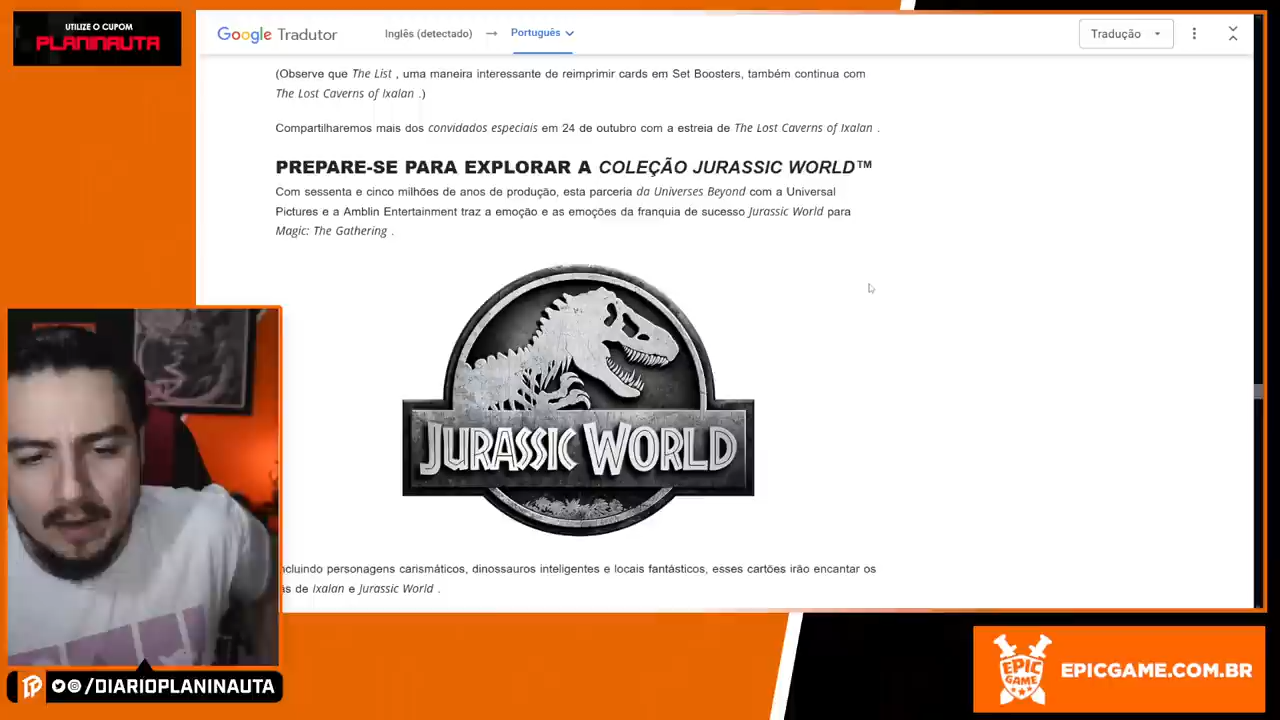 UTILIZE O CUPOM
PLANINAUTA
Google Tradutor
Inglês (detectado) → Português
Tradução
(Observe que The List , uma maneira interessante de reimprimir cards em Set Boosters, também continua com
The Lost Caverns of Ixalan .)
Compartilharemos mais dos convidados especiais em 24 de outubro com a estreia de The Lost Caverns of Ixalan .
PREPARE-SE PARA EXPLORAR A COLEÇÃO JURASSIC WORLD™
Com sessenta e cinco milhões de anos de produção, esta parceria da Universes Beyond com a Universal
Pictures e a Amblin Entertainment traz a emoção e as emoções da franquia de sucesso Jurassic World para
Magic: The Gathering .
JURASSIC WORLD
ncluindo personagens carismáticos, dinossauros inteligentes e locais fantásticos, esses cartões irão encantar os
ãs de Ixalan e Jurassic World .
/DIARIOPLANINAUTA
EPIC
GAME
EPICGAME.COM.BR